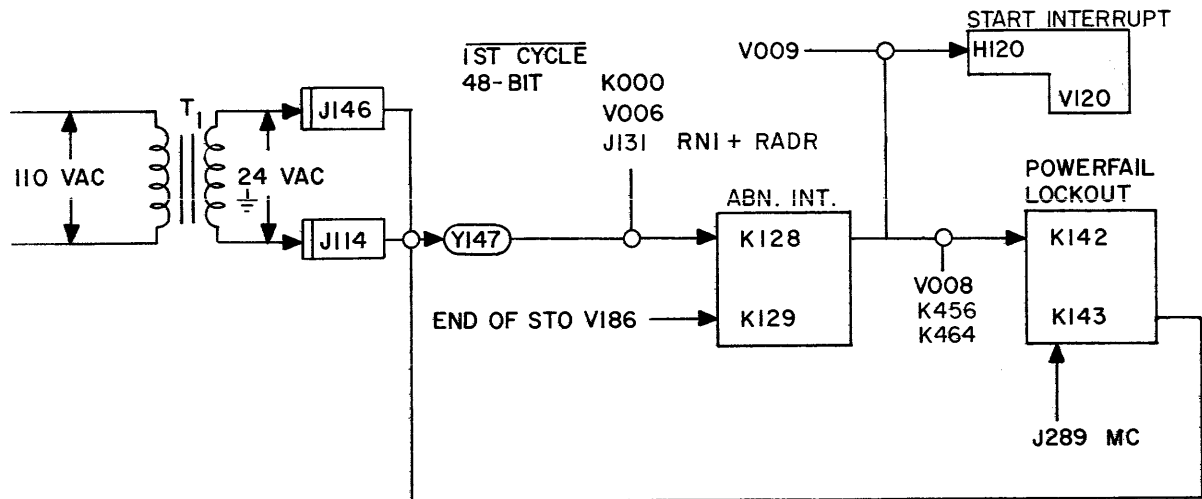 START INTERRUPT
V009
H120
V120
1ST CYCLE
48-BIT K000
V006
J131 RNI + RADR
T1
J146
110 VAC
24 VAC
J114
Y147
ABN. INT.
K128
K129
END OF STO V186
POWERFAIL
LOCKOUT
K142
K143
V008
K456
K464
J289 MC